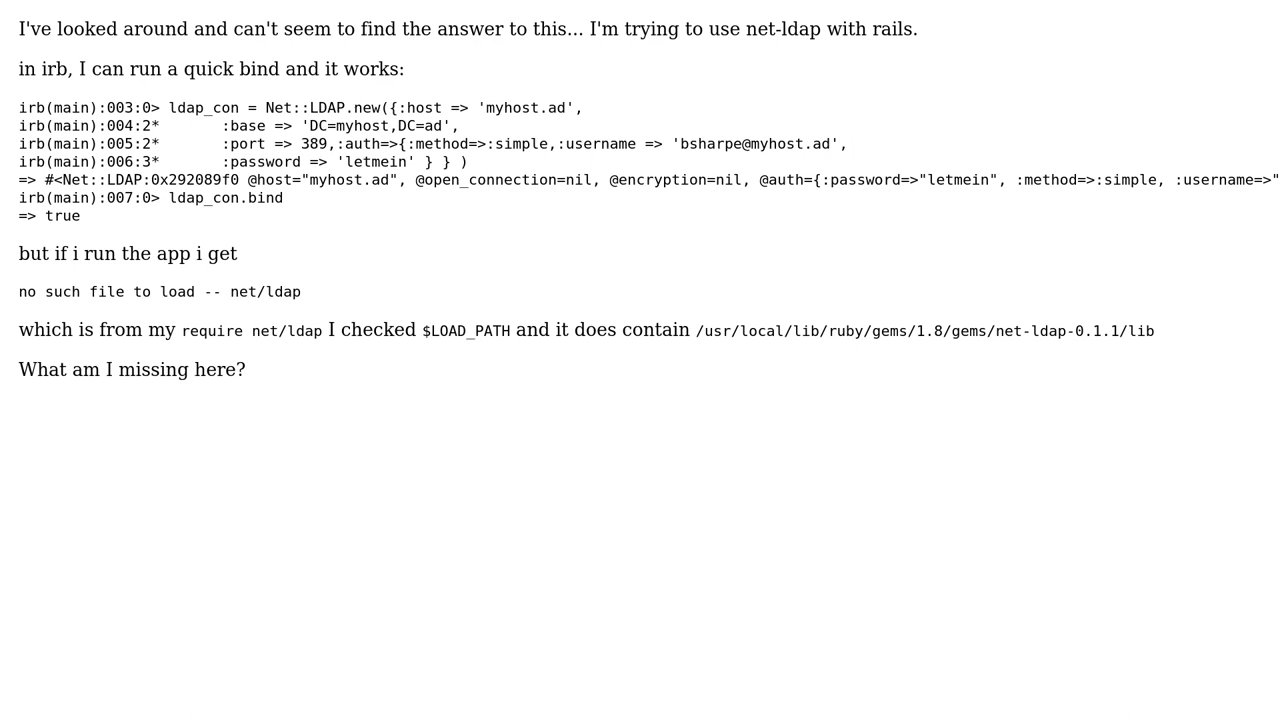 I've looked around and can't seem to find the answer to this... I'm trying to use net-ldap with rails.
in irb, I can run a quick bind and it works:
irb(main):003:0> ldap_con = Net::LDAP.new({:host => 'myhost.ad',
irb(main):004:2*       :base => 'DC=myhost,DC=ad',
irb(main):005:2*       :port => 389,:auth=>{:method=>:simple,:username => 'bsharpe@myhost.ad',
irb(main):006:3*       :password => 'letmein' } } )
=> #<Net::LDAP:0x292089f0 @host="myhost.ad", @open_connection=nil, @encryption=nil, @auth={:password=>"letmein", :method=>:simple, :username=>"
irb(main):007:0> ldap_con.bind
=> true
but if i run the app i get
no such file to load -- net/ldap
which is from my require net/ldap I checked $LOAD_PATH and it does contain /usr/local/lib/ruby/gems/1.8/gems/net-ldap-0.1.1/lib
What am I missing here?